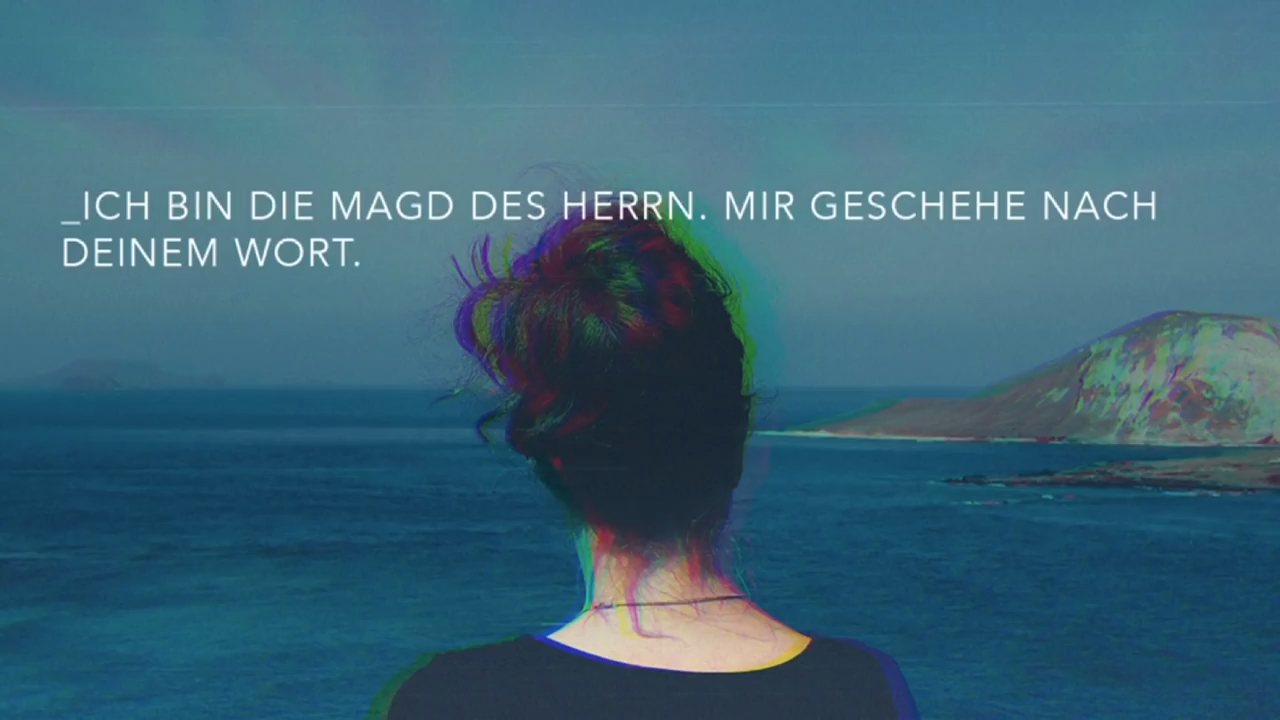 _ICH BIN DIE MAGD DES HERRN. MIR GESCHEHE NACH
DEINEM WORT.